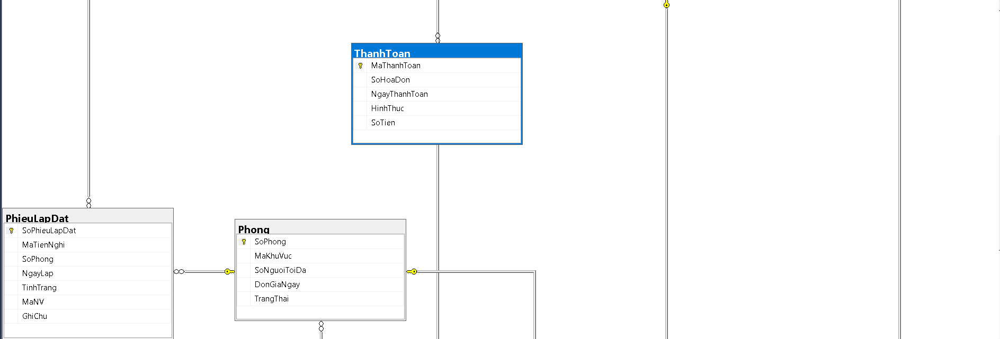 ThanhToan
MaThanhToan
SoHoaDon
NgayThanhToan
HinhThuc
SoTien
PhieuLapDat
SoPhieuLapDat
MaTienNghi
SoPhong
NgayLap
TinhTrang
MaNV
GhiChu
Phong
SoPhong
MaKhuVuc
SoNguoiToiDa
DonGiaNgay
TrangThai